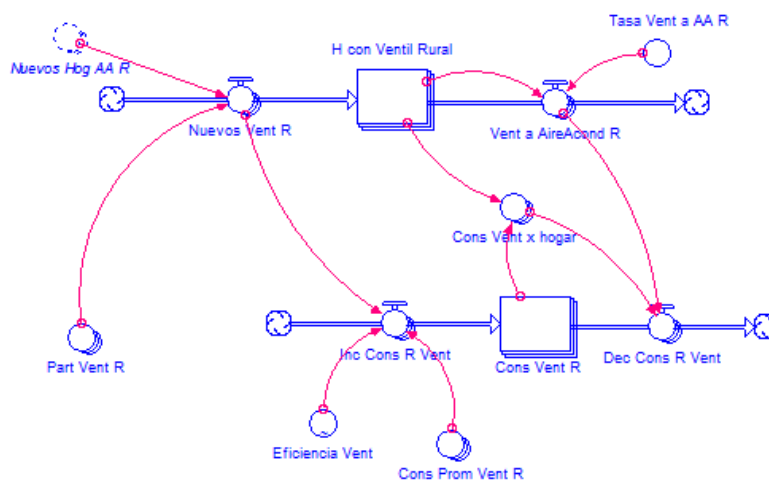 Tasa Vent a AA R
H con Ventil Rural
Nuevos Hog AA R
Nuevos Vent R
Vent a AireAcond R
Cons Vent x hogar
Part Vent R
Inc Cons R Vent
Cons Vent R
Dec Cons R Vent
Eficiencia Vent
Cons Prom Vent R